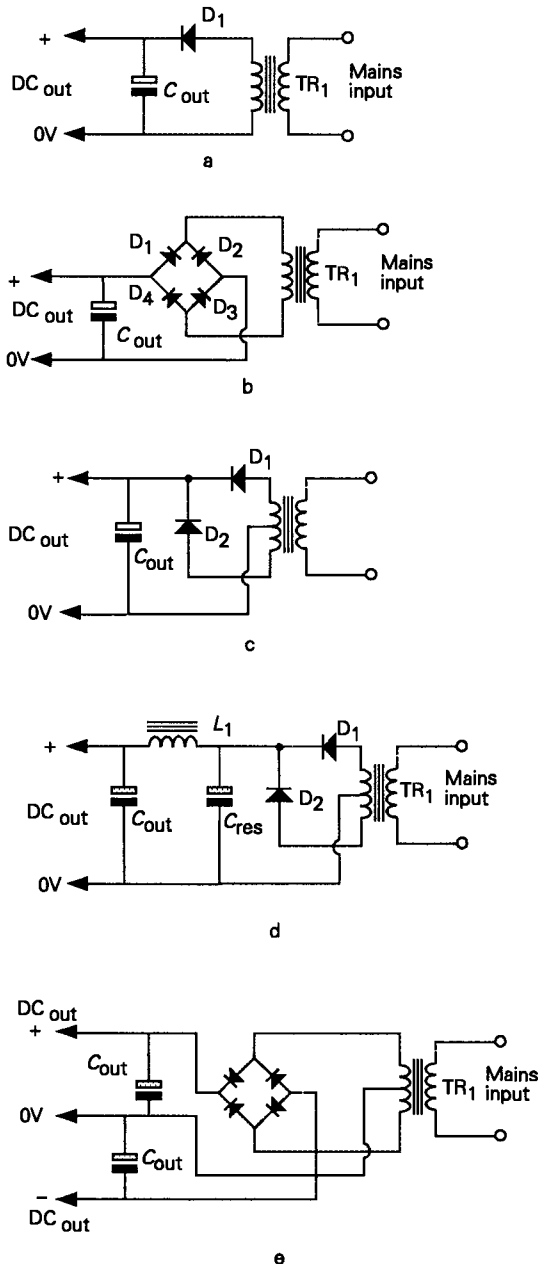 D1
+
DC out
C out
TR1
Mains
input
0V
a
D1
D2
+
D4
D3
DC out
C out
TR1
Mains
input
0V
b
D1
+
DC out
Cout
D2
0V
c
L1
D1
+
DC out
Cout
Cres
D2
TR1
Mains
input
0V
d
DC out
+
Cout
0V
TR1
Mains
input
Cout
−
DC out
e